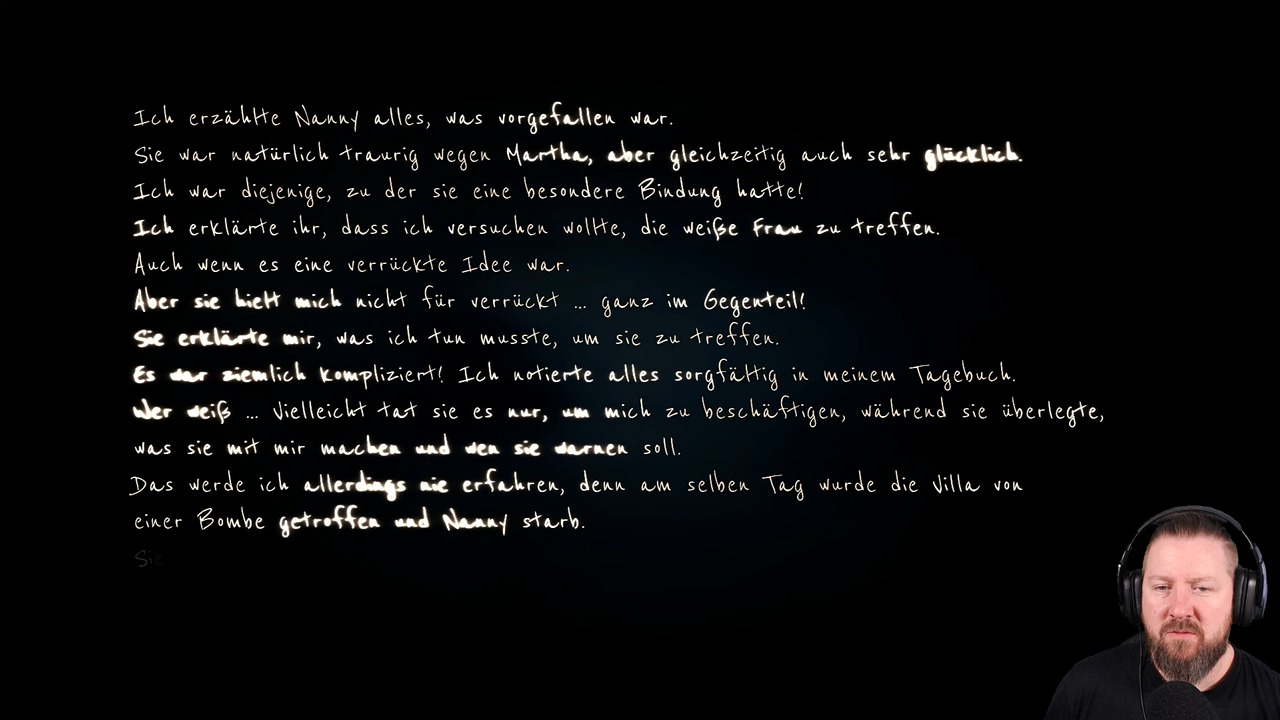 Ich erzählte Nanny alles, was vorgefallen war.
Sie war natürlich traurig wegen Martha, aber gleichzeitig auch sehr glücklich.
Ich war diejenige, zu der sie eine besondere Bindung hatte!
Ich erklärte ihr, dass ich versuchen wollte, die weiße Frau zu treffen.
Auch wenn es eine verrückte Idee war.
Aber sie hielt mich nicht für verrückt ... ganz im Gegenteil!
Sie erklärte mir, was ich tun musste, um sie zu treffen.
Es war ziemlich kompliziert! Ich notierte alles sorgfältig in meinem Tagebuch.
Wer weiß ... Vielleicht tat sie es nur, um mich zu beschäftigen, während sie überlegte,
was sie mit mir machen und wen sie warnen soll.
Das werde ich allerdings nie erfahren, denn am selben Tag wurde die Villa von
einer Bombe getroffen und Nanny starb.
Sie